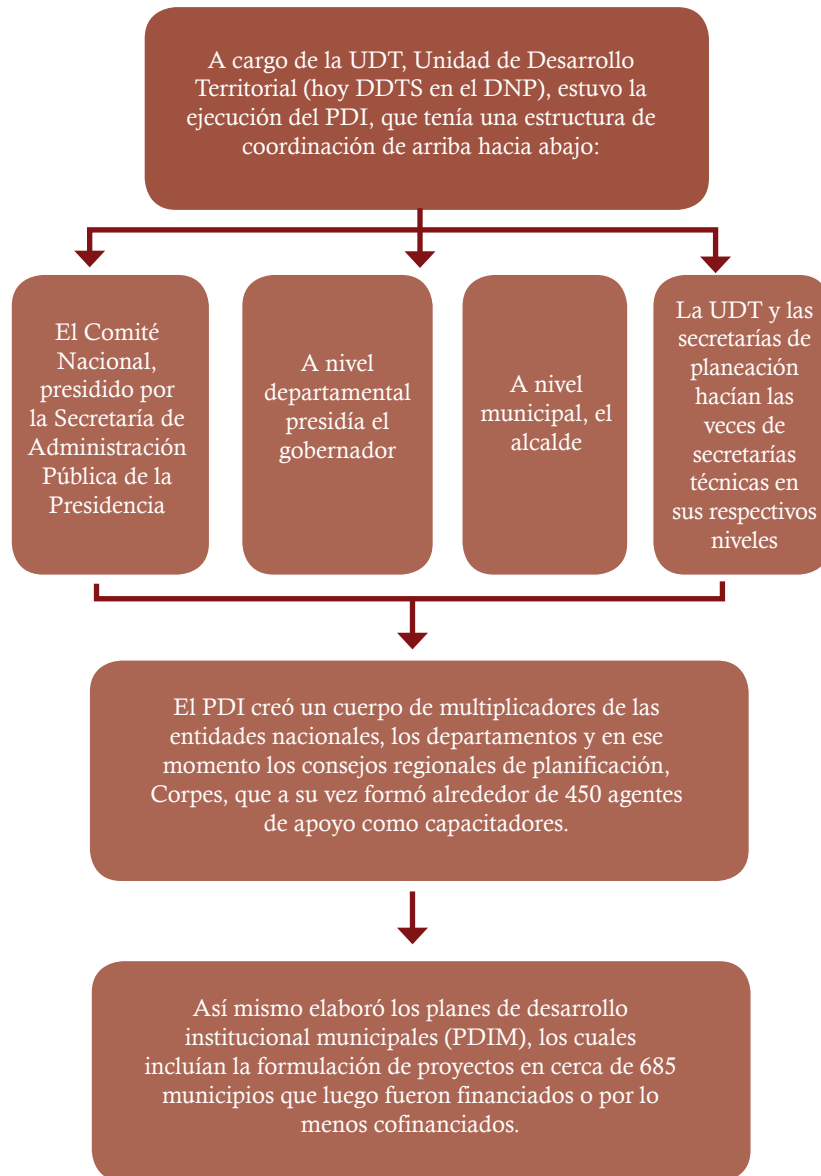 A cargo de la UDT, Unidad de Desarrollo
Territorial (hoy DDTS en el DNP), estuvo la
ejecución del PDI, que tenía una estructura de
coordinación de arriba hacia abajo:
El Comité
Nacional,
presidido por
la Secretaría de
Administración
Pública de la
Presidencia
A nivel
departamental
presidía el
gobernador
A nivel
municipal, el
alcalde
La UDT y las
secretarías de
planeación
hacían las
veces de
secretarías
técnicas en
sus respectivos
niveles
El PDI creó un cuerpo de multiplicadores de las
entidades nacionales, los departamentos y en ese
momento los consejos regionales de planificación,
Corpes, que a su vez formó alrededor de 450 agentes
de apoyo como capacitadores.
Así mismo elaboró los planes de desarrollo
institucional municipales (PDIM), los cuales
incluían la formulación de proyectos en cerca de 685
municipios que luego fueron financiados o por lo
menos cofinanciados.